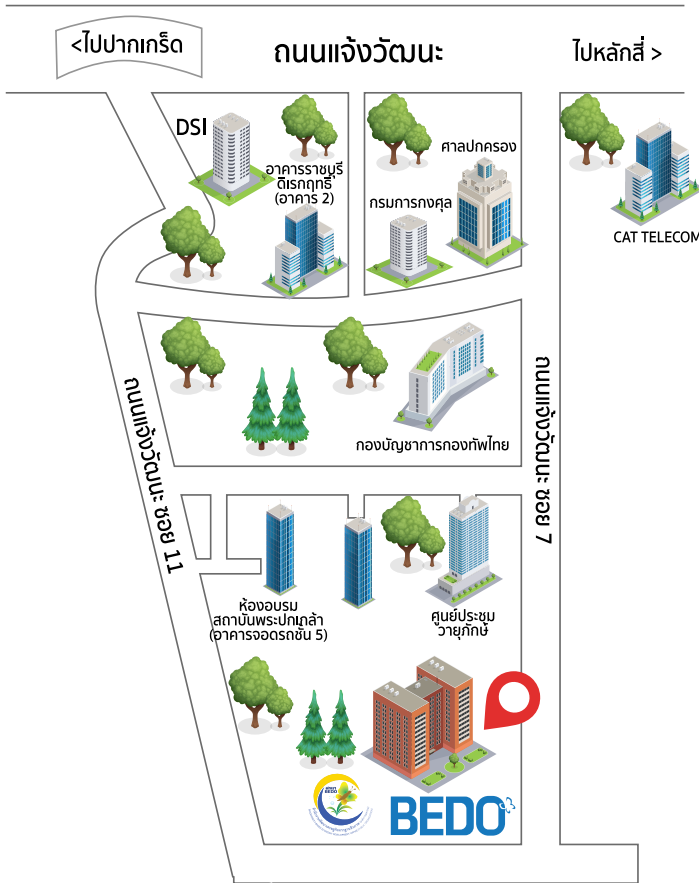 <ไปปากเกร็ด
ถนนแจ้งวัฒนะ
ไปหลักสี่ >
DSI
อาคารราชบุรี
ดิเรกฤทธิ์
(อาคาร 2)
ศาลปกครอง
กรมการกงศุล
CAT TELECOM
กองบัญชาการกองทัพไทย
ถนนแจ้งวัฒนะ ซอย 11
ถนนแจ้งวัฒนะ ซอย 7
ห้องอบรม
สถาบันพระปกเกล้า
(อาคารจอดรถชั้น 5)
ศูนย์ประชุม
วายุภักษ์
BEDO
BEDO